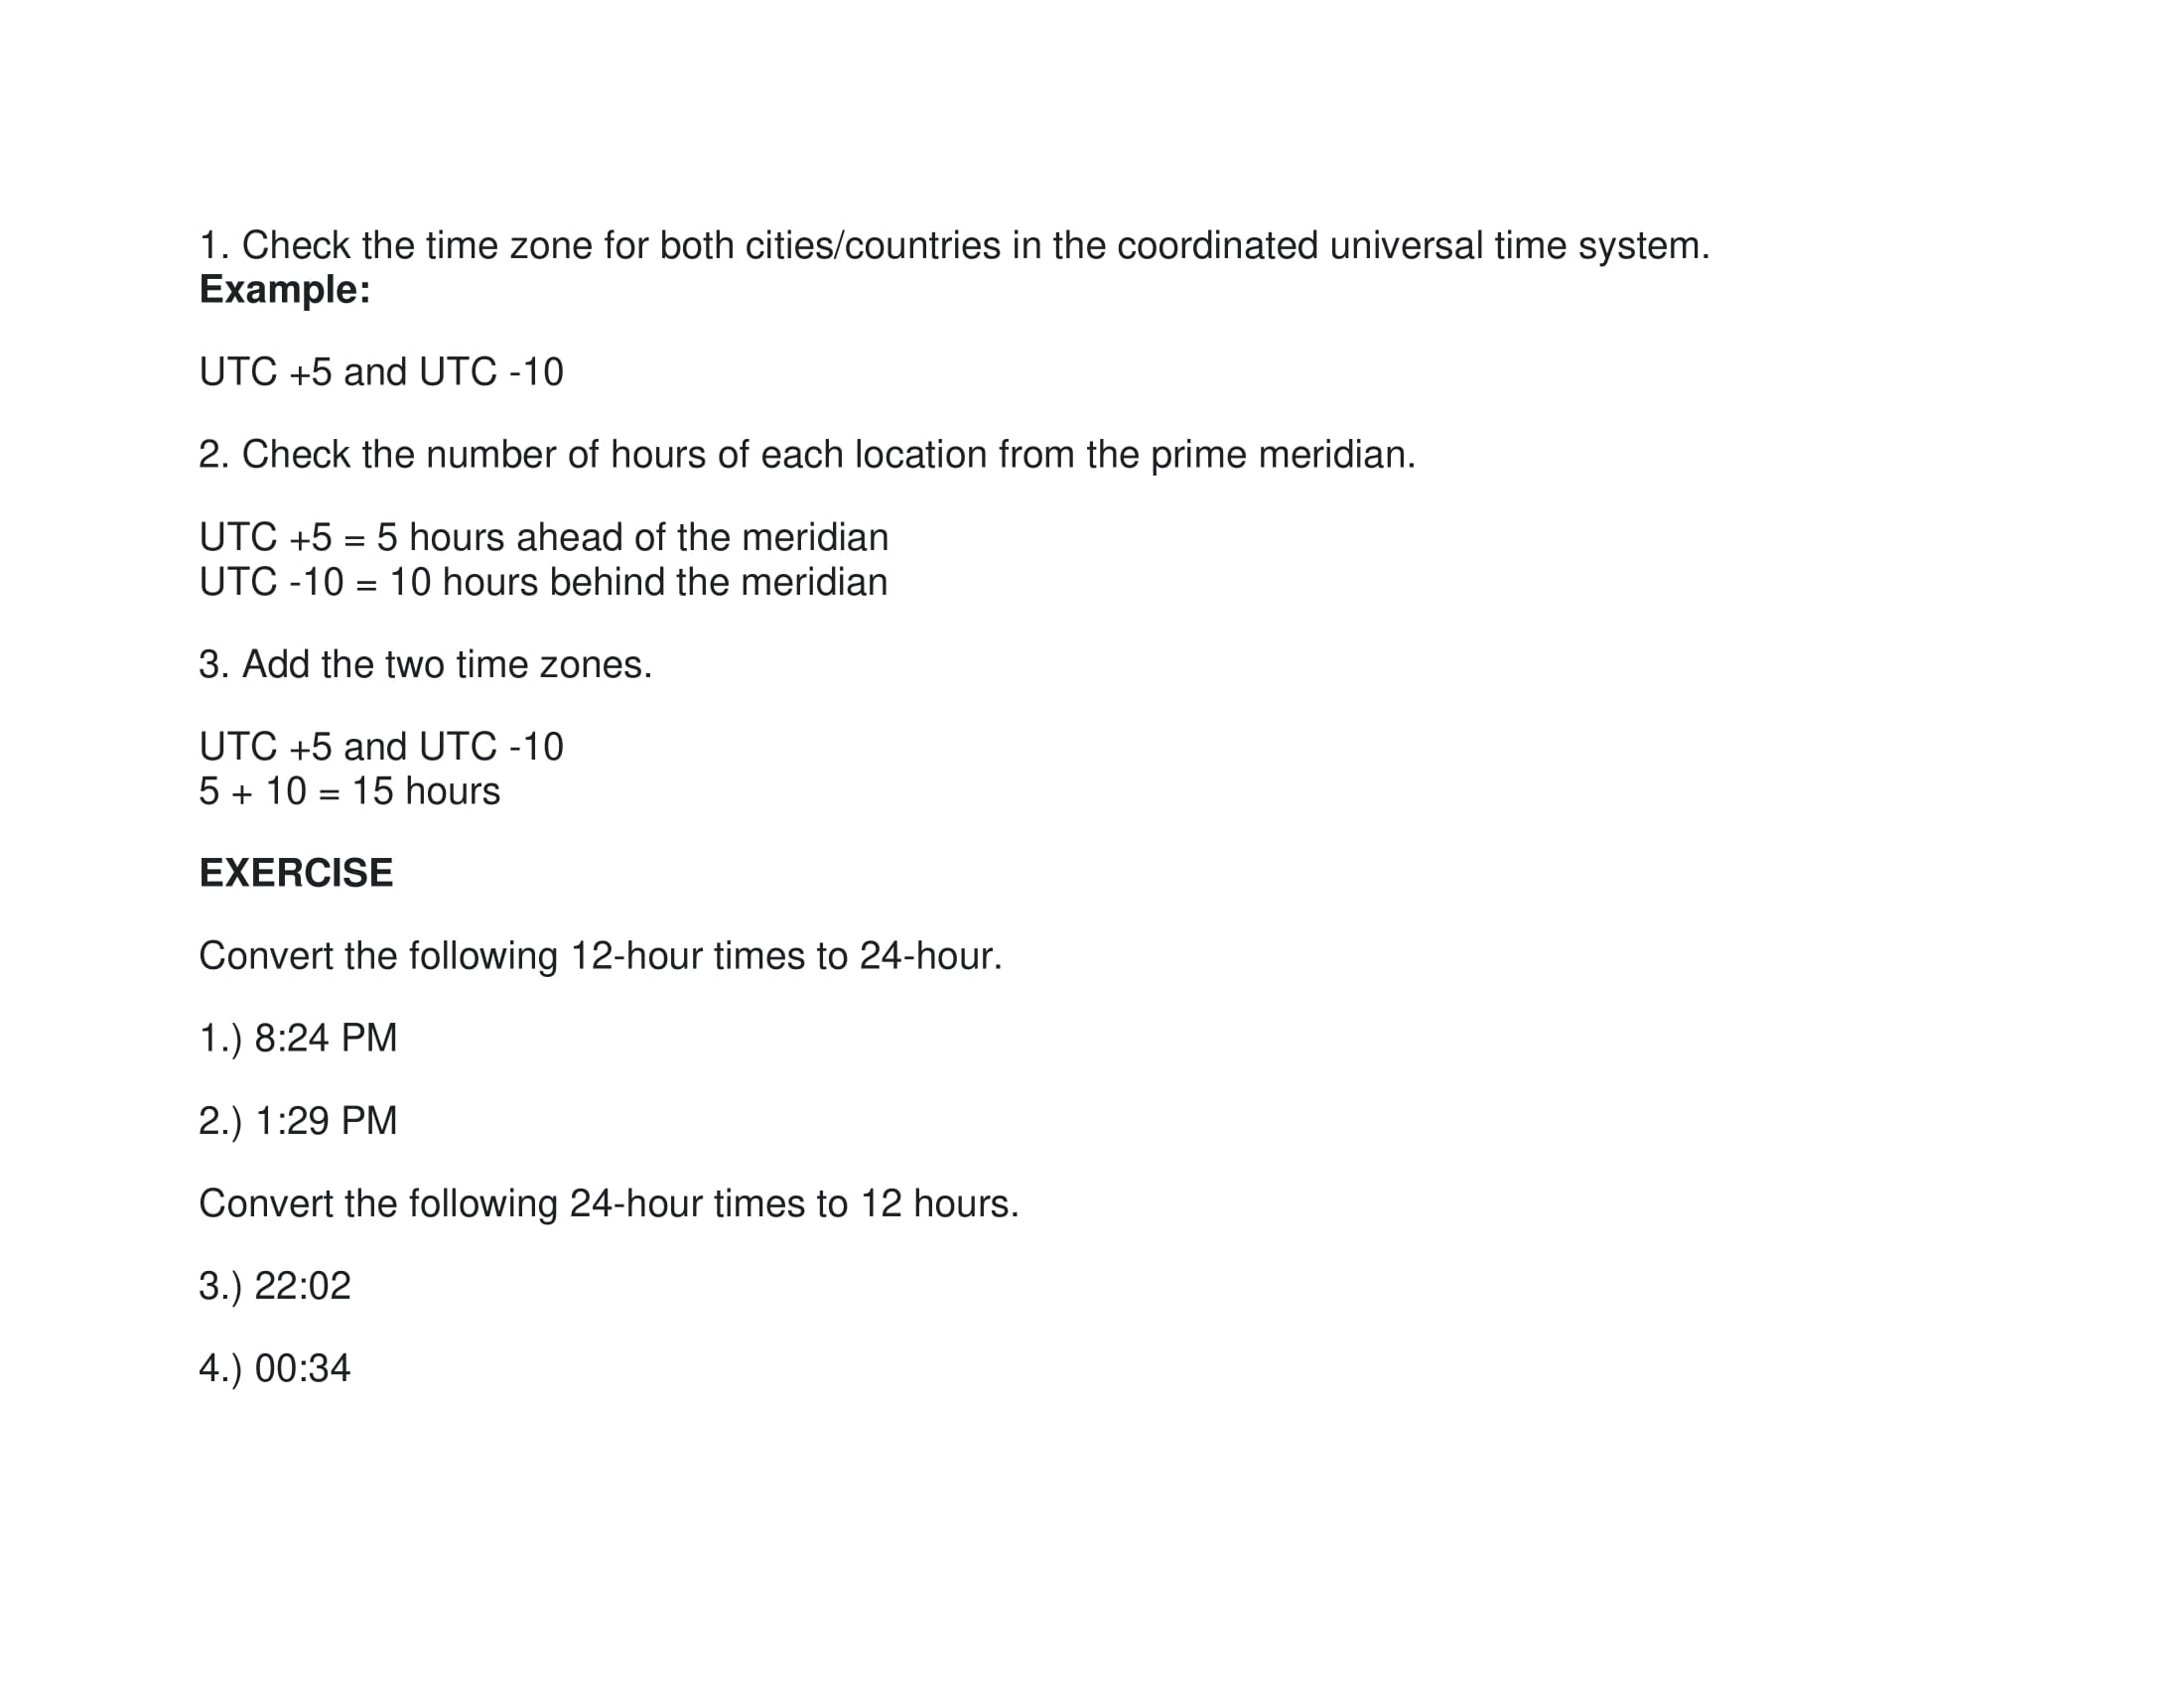 1. Check the time zone for both cities/countries in the coordinated universal time system.
Example:
UTC +5 and UTC -10
2. Check the number of hours of each location from the prime meridian.
UTC +5 = 5 hours ahead of the meridian
UTC -10 = 10 hours behind the meridian
3. Add the two time zones.
UTC +5 and UTC -10
5 + 10 = 15 hours
EXERCISE
Convert the following 12-hour times to 24-hour.
1.) 8:24 PM
2.) 1:29 PM
Convert the following 24-hour times to 12 hours.
3.) 22:02
4.) 00:34